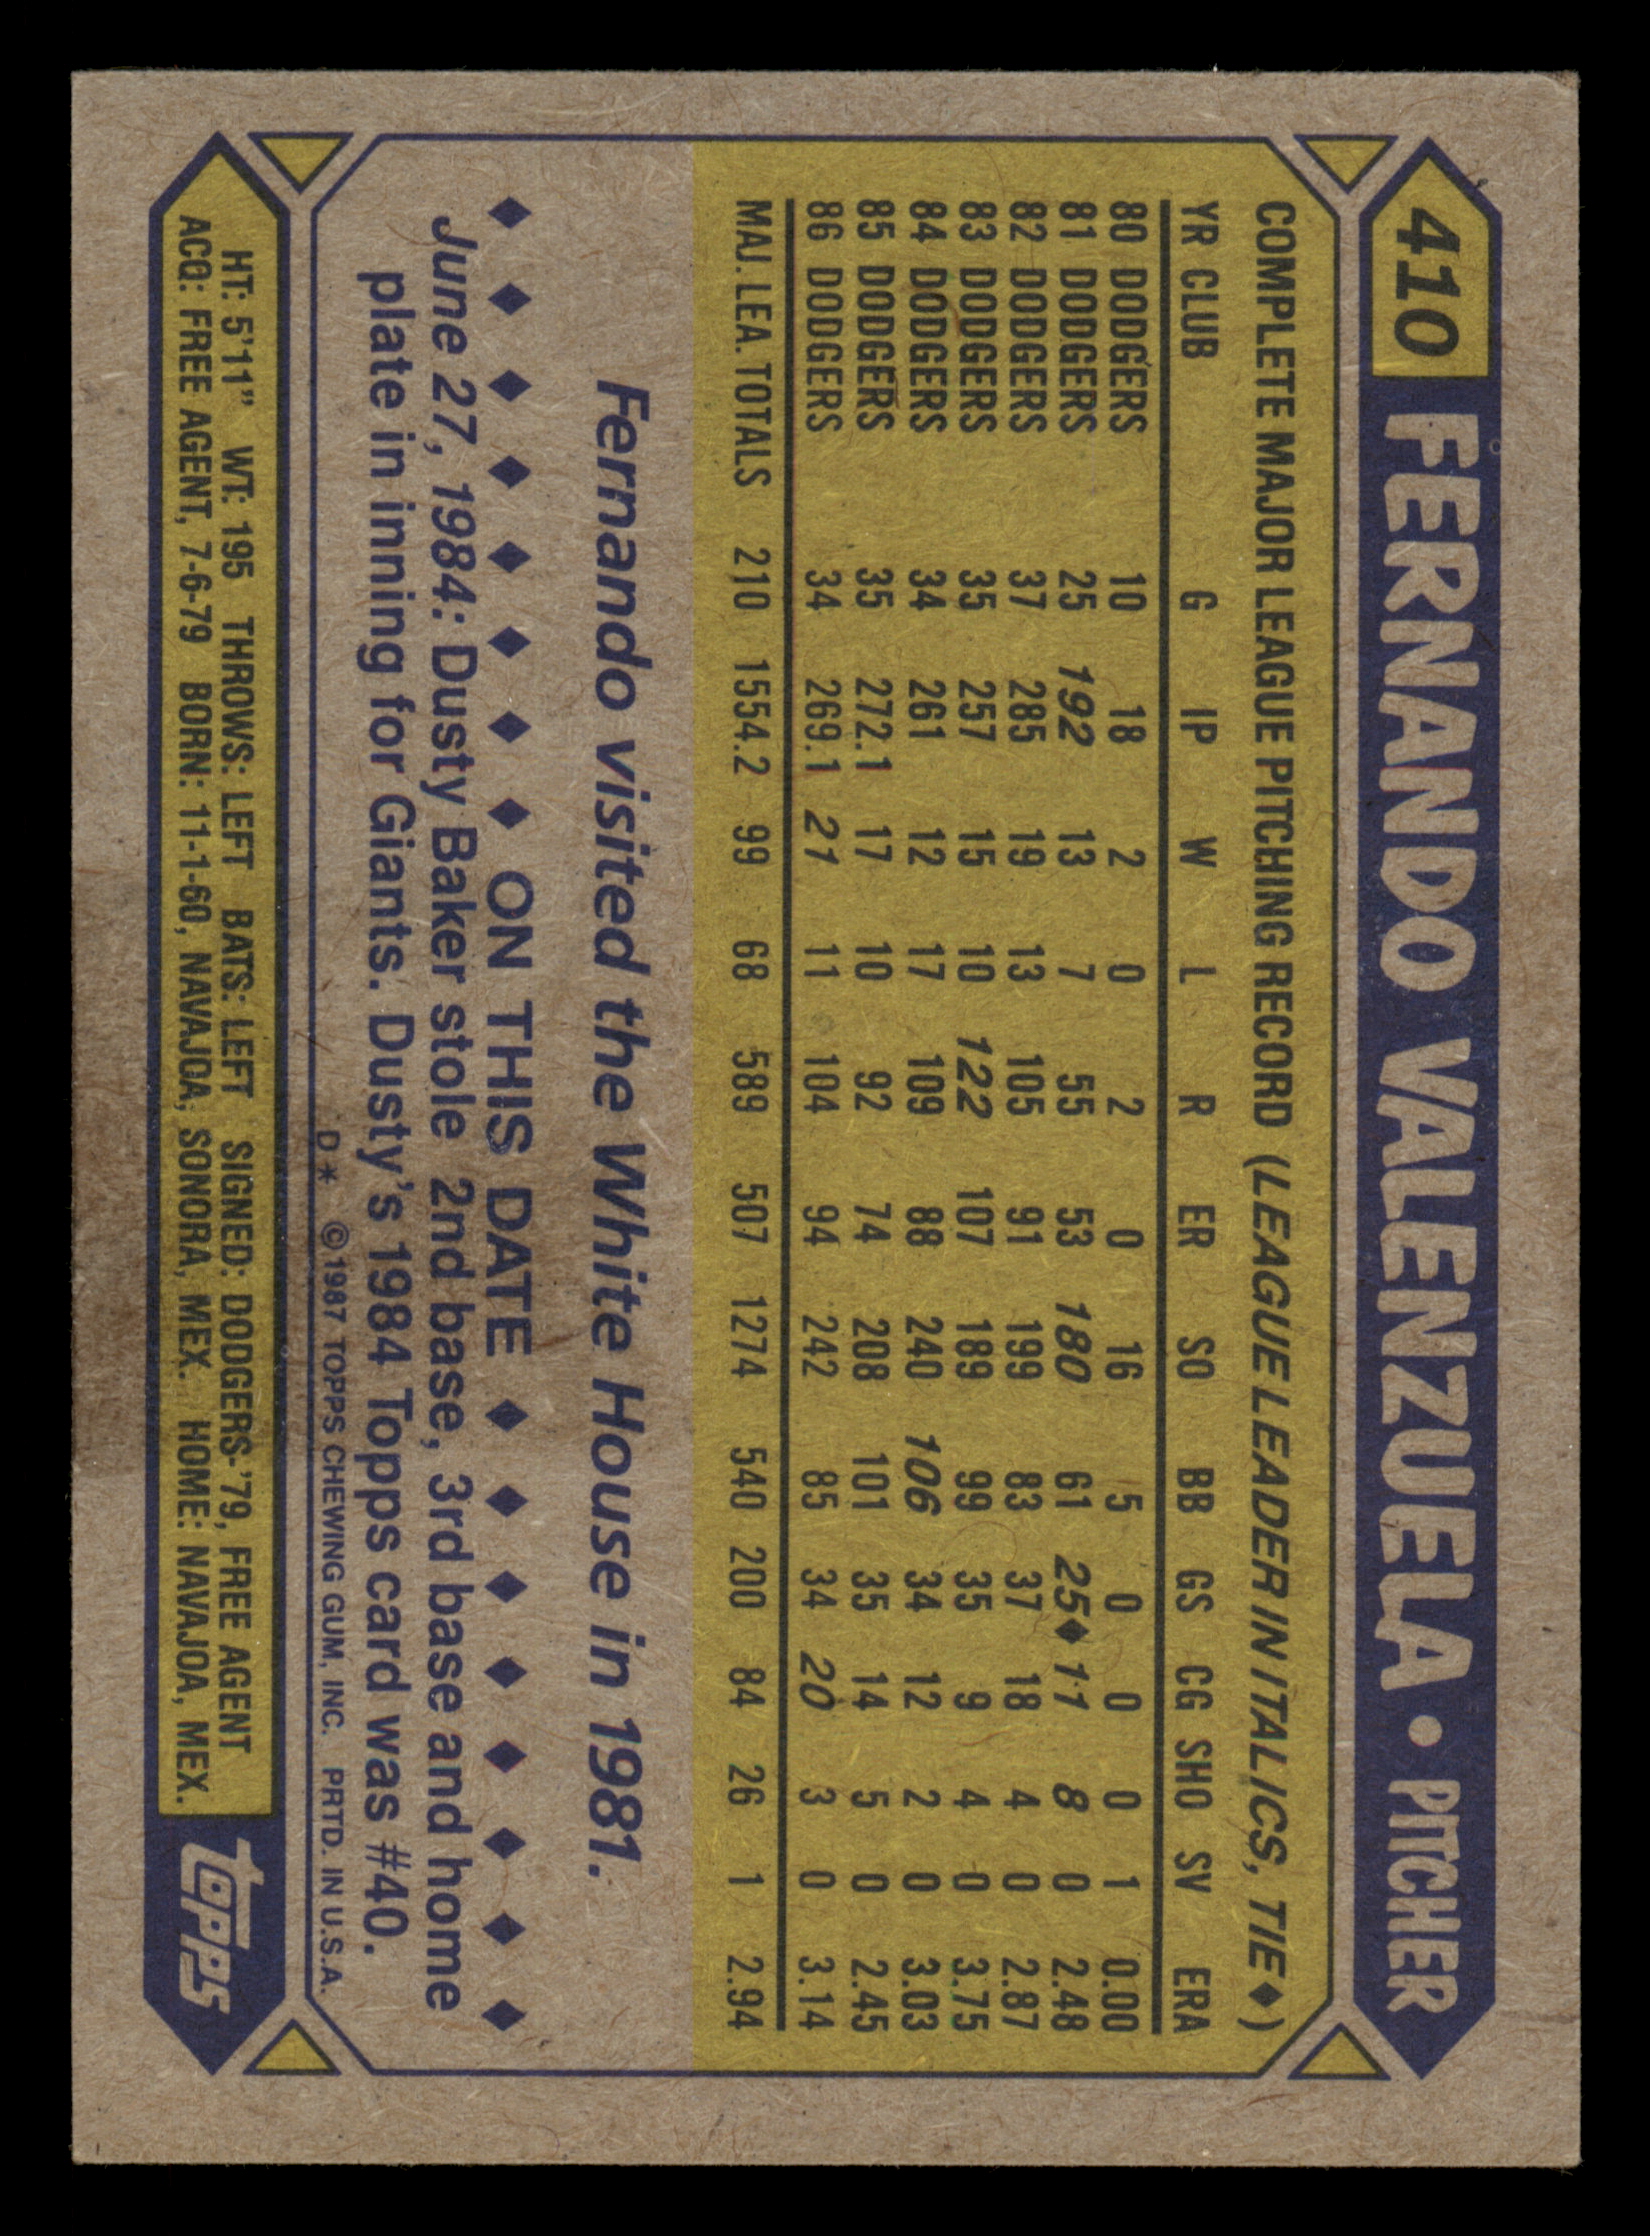 410 FERNANDO VALENZUELA • PITCHER
COMPLETE MAJOR LEAGUE PITCHING RECORD (LEAGUE LEADER IN ITALICS, TIE♦)
YR CLUB G IP W L R ER SO BB GS CG SHO SV ERA
80 DODGERS 10 18 2 0 2 0 16 5 0 0 0 1 0.00
81 DODGERS 25 192 13 7 55 53 180 61 25♦ 11 8 0 2.48
82 DODGERS 37 285 19 13 105 91 199 83 37 18 4 0 2.87
83 DODGERS 35 257 15 10 122 107 189 99 35 9 4 0 3.75
84 DODGERS 34 261 12 17 109 88 240 106 34 12 2 0 3.03
85 DODGERS 35 272.1 17 10 92 74 208 101 35 14 5 0 2.45
86 DODGERS 34 269.1 21 11 104 94 242 85 34 20 3 0 3.14
MAJ. LEA. TOTALS 210 1554.2 99 68 589 507 1274 540 200 84 26 1 2.94
Fernando visited the White House in 1981.
♦ ♦ ♦ ♦ ♦ ♦ ♦ ♦ ON THIS DATE ♦ ♦ ♦ ♦ ♦ ♦ ♦ ♦
June 27, 1984: Dusty Baker stole 2nd base, 3rd base and home
plate in inning for Giants. Dusty's 1984 Topps card was #40.
D* ©1987 TOPPS CHEWING GUM, INC. PRTD. IN U.S.A.
HT: 5'11" WT: 195 THROWS: LEFT BATS: LEFT SIGNED: DODGERS-'79, FREE AGENT
ACQ: FREE AGENT, 7-6-79 BORN: 11-1-60, NAVAJOA, SONORA, MEX. HOME: NAVAJOA, MEX.
topps